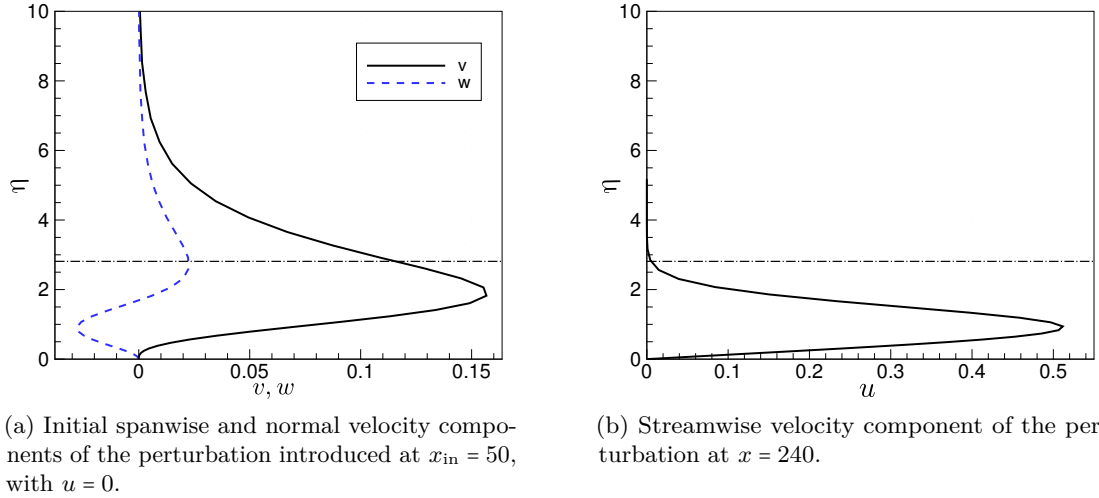 10
8
6
4
2
0
η
0
0.05
0.1
0.15
v, w
v
w
10
8
6
4
2
0
η
0
0.1
0.2
0.3
0.4
0.5
u
(a) Initial spanwise and normal velocity compo-
nents of the perturbation introduced at xin = 50,
with u = 0.
(b) Streamwise velocity component of the per
turbation at x = 240.